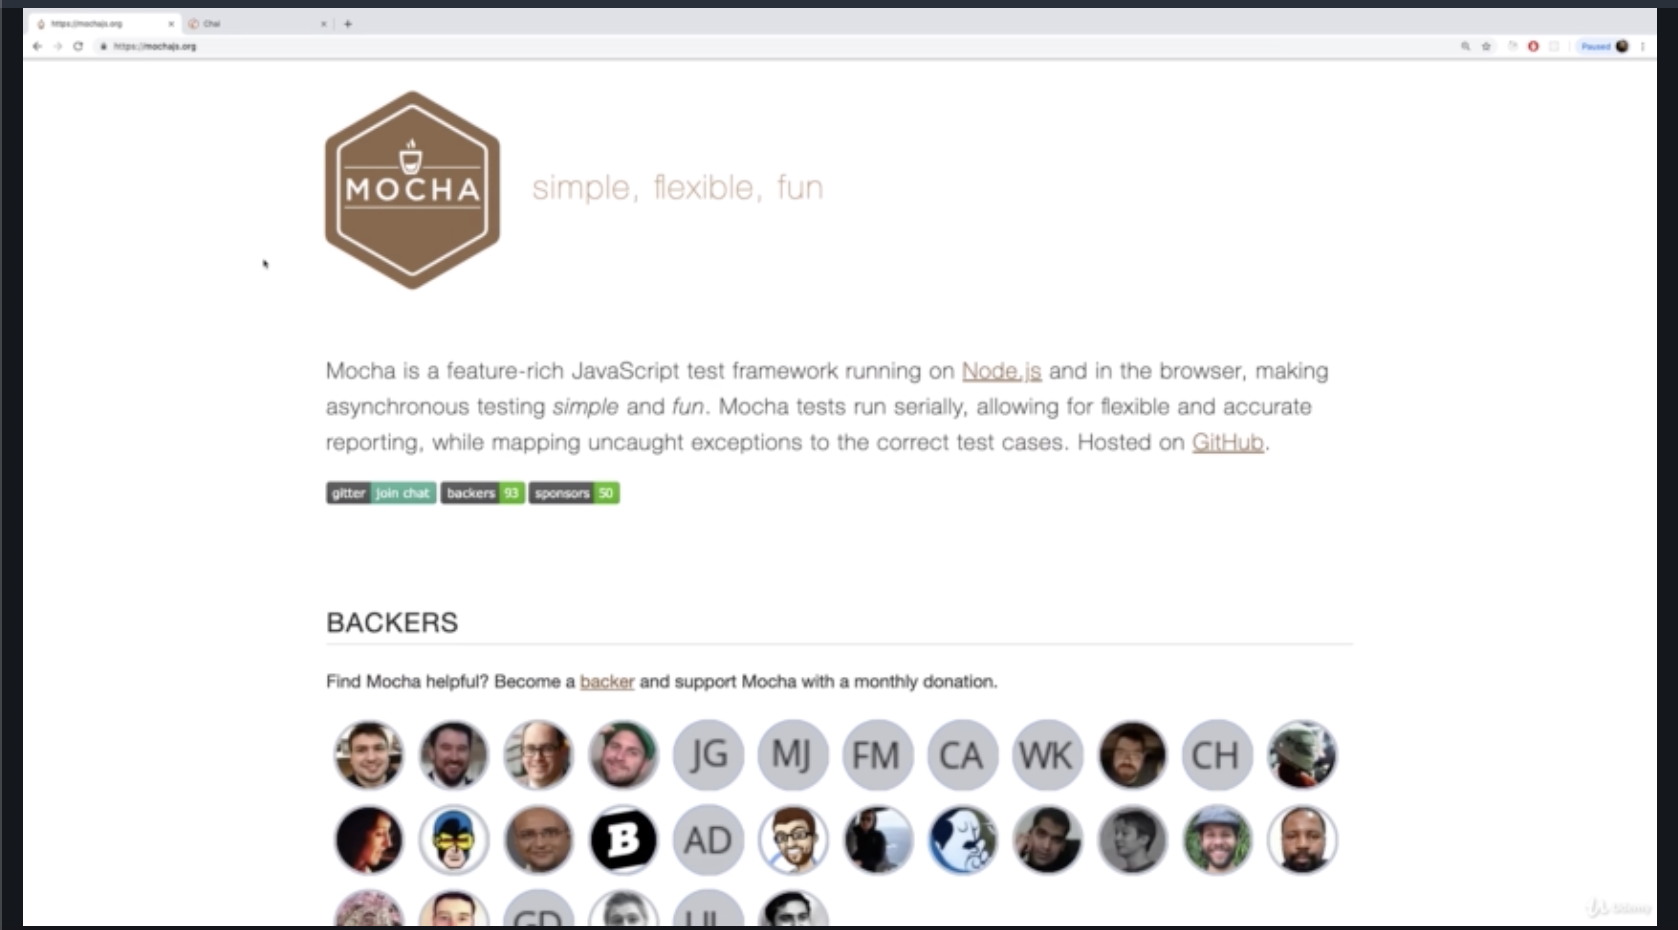 https://mochajs.org
Chai
https://mochajs.org
Paused
MOCHA
simple, flexible, fun
Mocha is a feature-rich JavaScript test framework running on Node.js and in the browser, making
asynchronous testing simple and fun. Mocha tests run serially, allowing for flexible and accurate
reporting, while mapping uncaught exceptions to the correct test cases. Hosted on GitHub.
gitter join chat backers 93 sponsors 50
BACKERS
Find Mocha helpful? Become a backer and support Mocha with a monthly donation.
JG MJ FM CA WK CH
B AD
GD
Udemy